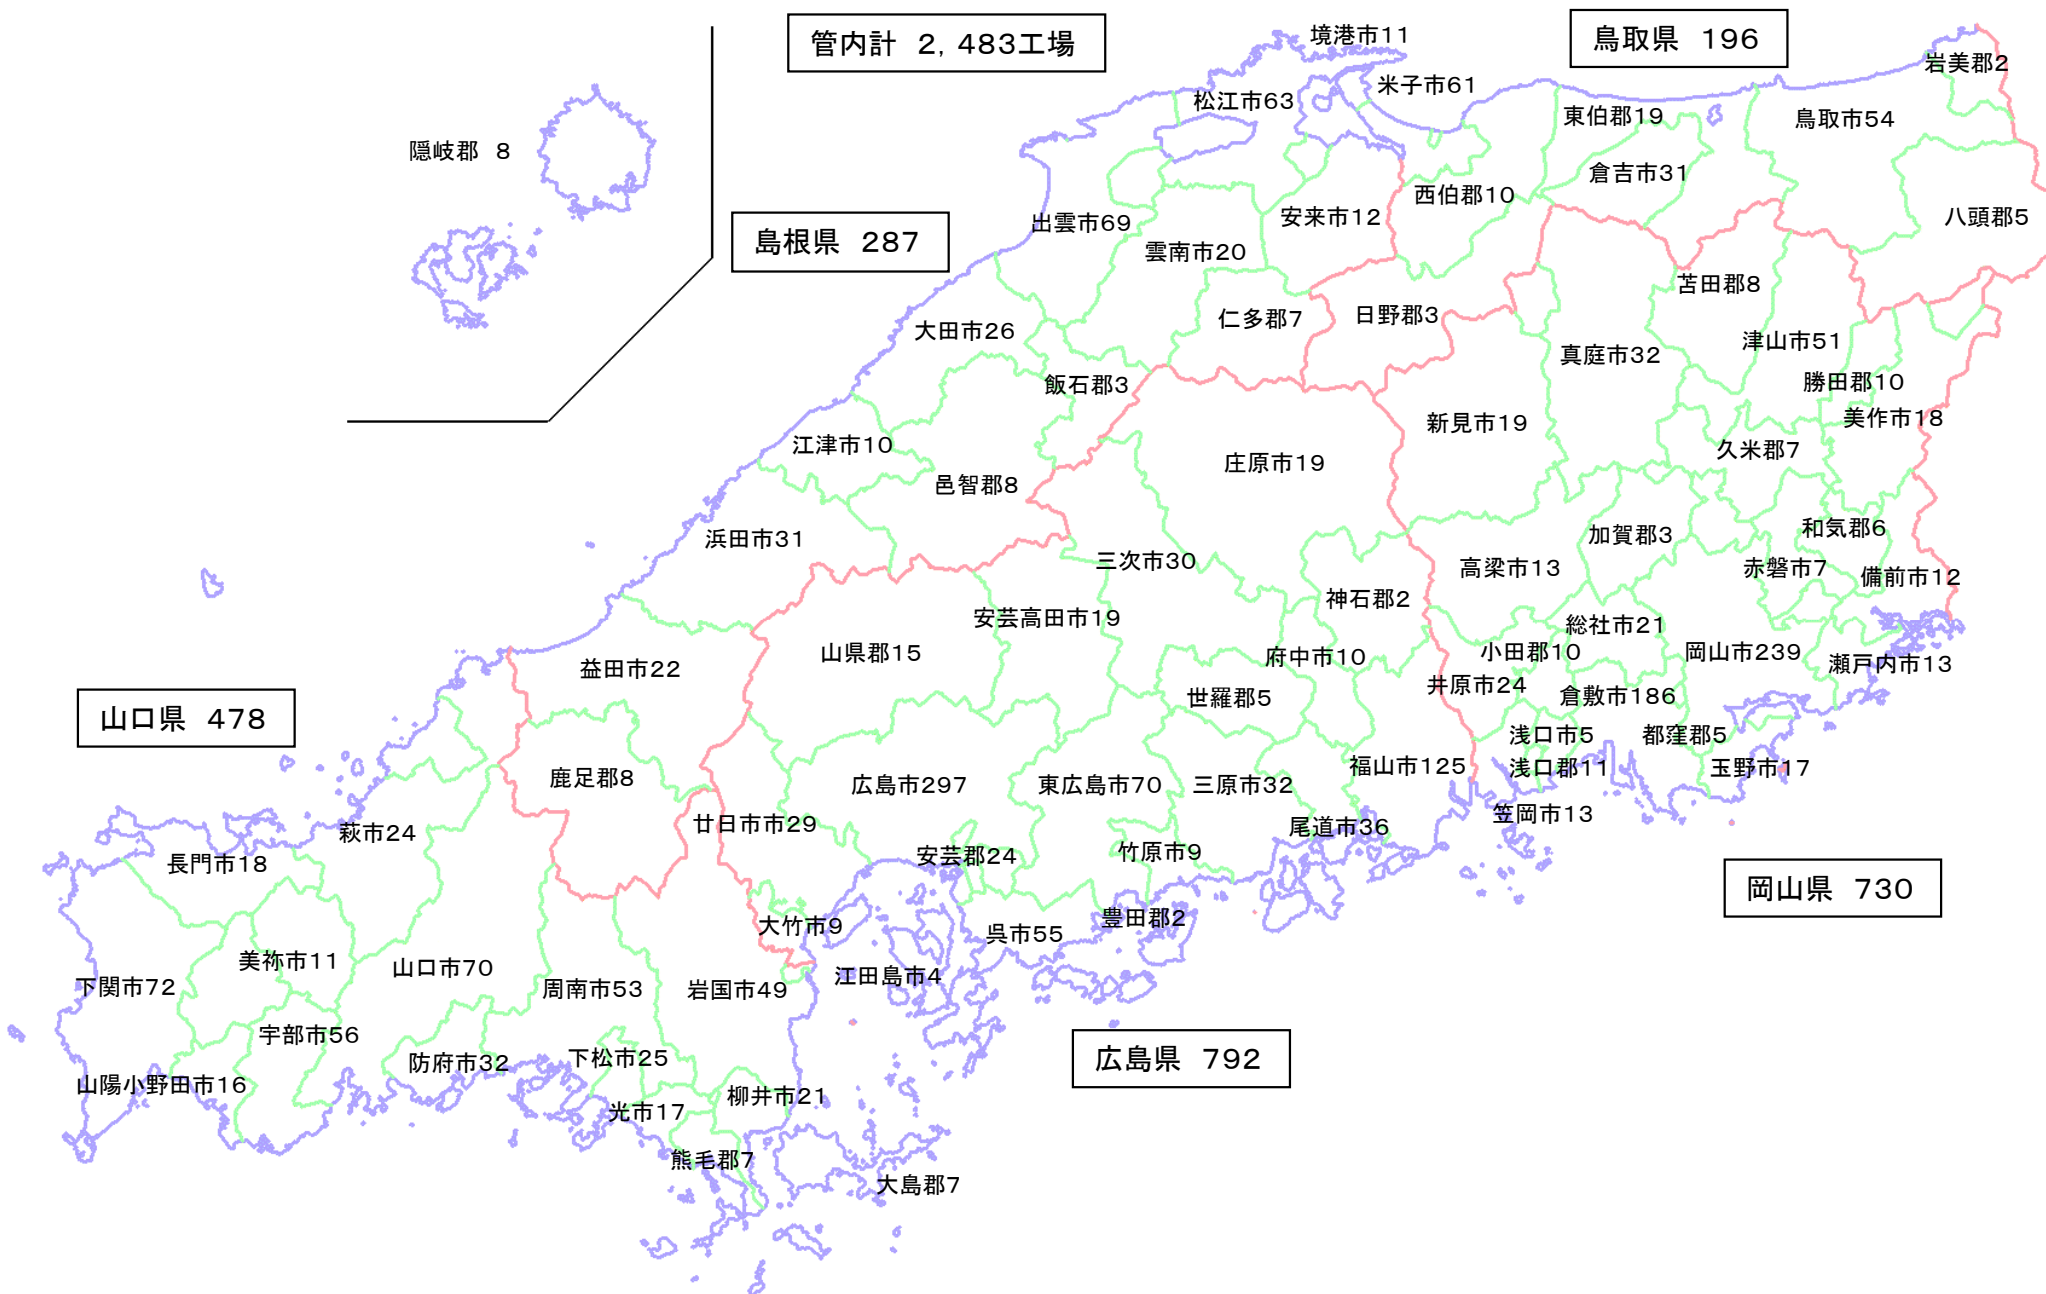 管内計 2,483工場
鳥取県 196
境港市11
岩美郡2
米子市61
松江市63
東伯郡19
鳥取市54
隠岐郡 8
倉吉市31
西伯郡10
安来市12
八頭郡5
出雲市69
島根県 287
雲南市20
苫田郡8
仁多郡7
日野郡3
大田市26
津山市51
真庭市32
飯石郡3
勝田郡10
美作市18
新見市19
江津市10
久米郡7
庄原市19
邑智郡8
和気郡6
加賀郡3
浜田市31
三次市30
高梁市13
赤磐市7
備前市12
神石郡2
安芸高田市19
総社市21
山県郡15
小田郡10
岡山市239
府中市10
瀬戸内市13
益田市22
井原市24
世羅郡5
倉敷市186
山口県 478
浅口市5
都窪郡5
福山市125
浅口郡11
玉野市17
鹿足郡8
広島市297
東広島市70
三原市32
笠岡市13
廿日市市29
尾道市36
萩市24
竹原市9
安芸郡24
長門市18
岡山県 730
豊田郡2
大竹市9
呉市55
美祢市11
山口市70
江田島市4
下関市72
周南市53
岩国市49
宇部市56
広島県 792
下松市25
防府市32
山陽小野田市16
柳井市21
光市17
熊毛郡7
大島郡7